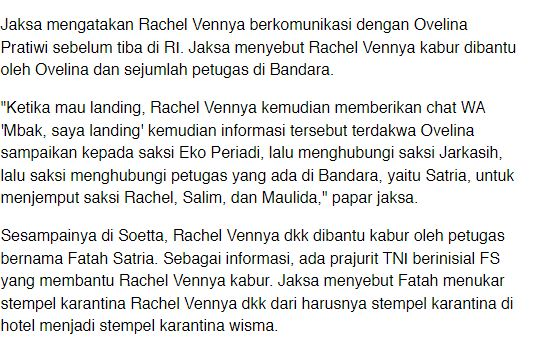 Jaksa mengatakan Rachel Vennya berkomunikasi dengan Ovelina
Pratiwi sebelum tiba di RI. Jaksa menyebut Rachel Vennya kabur dibantu
oleh Ovelina dan sejumlah petugas di Bandara.
"Ketika mau landing, Rachel Vennya kemudian memberikan chat WA
'Mbak, saya landing' kemudian informasi tersebut terdakwa Ovelina
sampaikan kepada saksi Eko Periadi, lalu menghubungi saksi Jarkasih,
lalu saksi menghubungi petugas yang ada di Bandara, yaitu Satria, untuk
menjemput saksi Rachel, Salim, dan Maulida," papar jaksa.
Sesampainya di Soetta, Rachel Vennya dkk dibantu kabur oleh petugas
bernama Fatah Satria. Sebagai informasi, ada prajurit TNI berinisial FS
yang membantu Rachel Vennya kabur. Jaksa menyebut Fatah menukar
stempel karantina Rachel Vennya dkk dari harusnya stempel karantina di
hotel menjadi stempel karantina wisma.